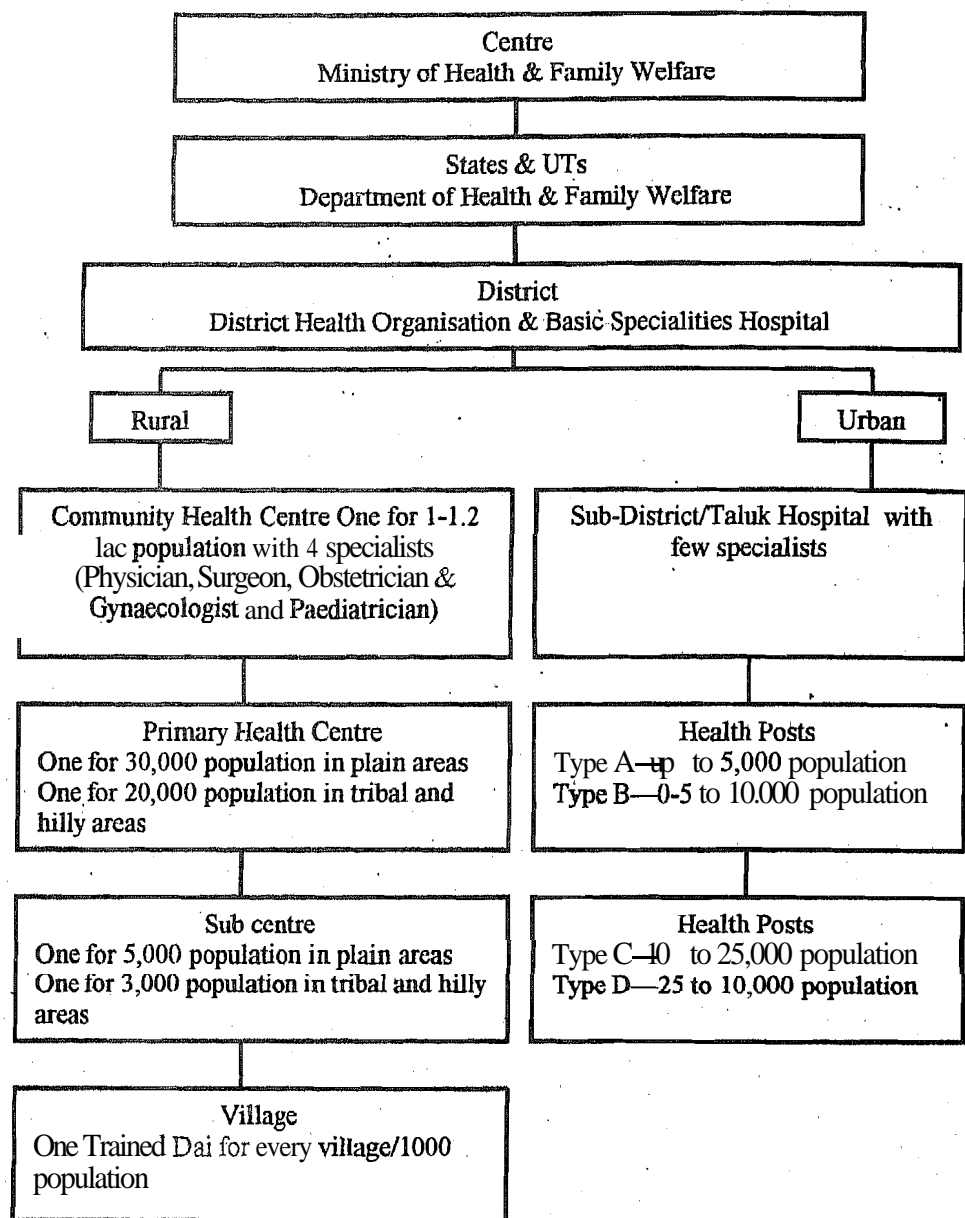 Centre
Ministry of Health & Family Welfare
States & UTs
Department of Health & Family Welfare
District
District Health Organisation & Basic Specialities Hospital
Rural
Urban
Community Health Centre One for 1-1.2
lac population with 4 specialists
(Physician, Surgeon, Obstetrician &
Gynaecologist and Paediatrician)
Sub-District/Taluk Hospital with
few specialists
Primary Health Centre
One for 30,000 population in plain areas
One for 20,000 population in tribal and
hilly areas
Health Posts
Type A—up to 5,000 population
Type B—0-5 to 10.000 population
Sub centre
One for 5,000 population in plain areas
One for 3,000 population in tribal and hilly
areas
Health Posts
Type C—10 to 25,000 population
Type D—25 to 10,000 population
Village
One Trained Dai for every village/1000
population